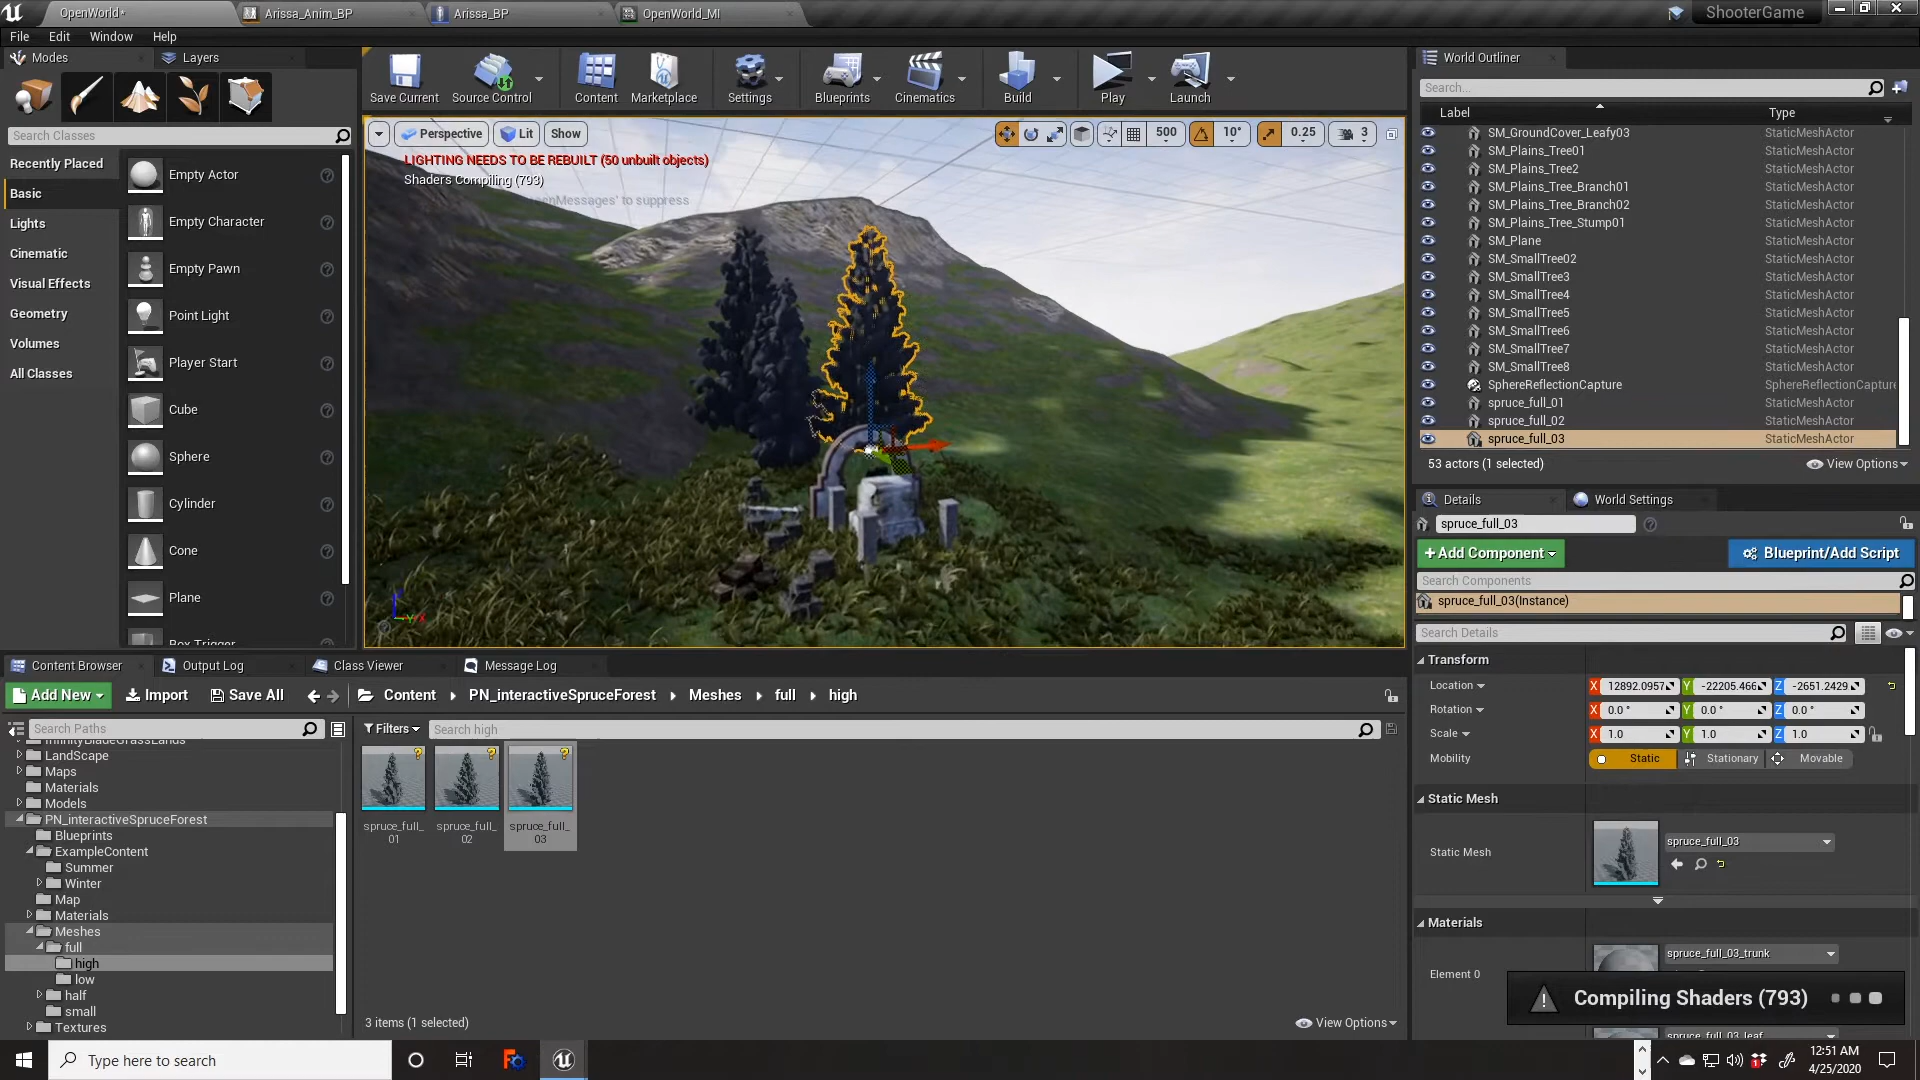 OpenWorld*
Arissa_Anim_BP
Arissa_BP
OpenWorld_MI
ShooterGame
File
Edit
Window
Help
Modes
Layers
Save Current
Source Control
Content
Marketplace
Settings
Blueprints
Cinematics
Build
Play
Launch
World Outliner
Search...
Search Classes
Label
Type
Perspective
Lit
Show
500
10°
0.25
3
LIGHTING NEEDS TO BE REBUILT (50 unbuilt objects)
Shaders Compiling (793)
Messages' to suppress
Recently Placed
Basic
Lights
Cinematic
Visual Effects
Geometry
Volumes
All Classes
Empty Actor
Empty Character
Empty Pawn
Point Light
Player Start
Cube
Sphere
Cylinder
Cone
Plane
Box Trigger
SM_GroundCover_Leafy03 StaticMeshActor
SM_Plains_Tree01 StaticMeshActor
SM_Plains_Tree2 StaticMeshActor
SM_Plains_Tree_Branch01 StaticMeshActor
SM_Plains_Tree_Branch02 StaticMeshActor
SM_Plains_Tree_Stump01 StaticMeshActor
SM_Plane StaticMeshActor
SM_SmallTree02 StaticMeshActor
SM_SmallTree3 StaticMeshActor
SM_SmallTree4 StaticMeshActor
SM_SmallTree5 StaticMeshActor
SM_SmallTree6 StaticMeshActor
SM_SmallTree7 StaticMeshActor
SM_SmallTree8 StaticMeshActor
SphereReflectionCapture SphereReflectionCapture
spruce_full_01 StaticMeshActor
spruce_full_02 StaticMeshActor
spruce_full_03 StaticMeshActor
53 actors (1 selected)
View Options
Details
World Settings
spruce_full_03
Add Component
Blueprint/Add Script
Search Components
spruce_full_03(Instance)
Search Details
Transform
Location X 12892.0957 Y -22205.466 Z -2651.2429
Rotation X 0.0 ° Y 0.0 ° Z 0.0 °
Scale X 1.0 Y 1.0 Z 1.0
Mobility Static Stationary Movable
Static Mesh
Static Mesh spruce_full_03
Materials
Element 0 spruce_full_03_trunk
spruce_full_03_leaf
Compiling Shaders (793)
Content Browser
Output Log
Class Viewer
Message Log
Add New
Import
Save All
Content
PN_interactiveSpruceForest
Meshes
full
high
Search Paths
Filters
Search high
InfinityBladeGrassLands
LandScape
Maps
Materials
Models
PN_interactiveSpruceForest
Blueprints
ExampleContent
Summer
Winter
Map
Materials
Meshes
full
high
low
half
small
Textures
spruce_full_
01
spruce_full_
02
spruce_full_
03
3 items (1 selected)
View Options
Type here to search
12:51 AM
4/25/2020